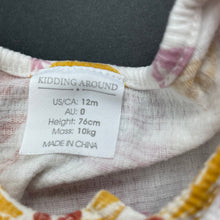 KIDDING AROUND
US/CA: 12m
AU: 0
Height: 76cm
Mass: 10kg
MADE IN CHINA